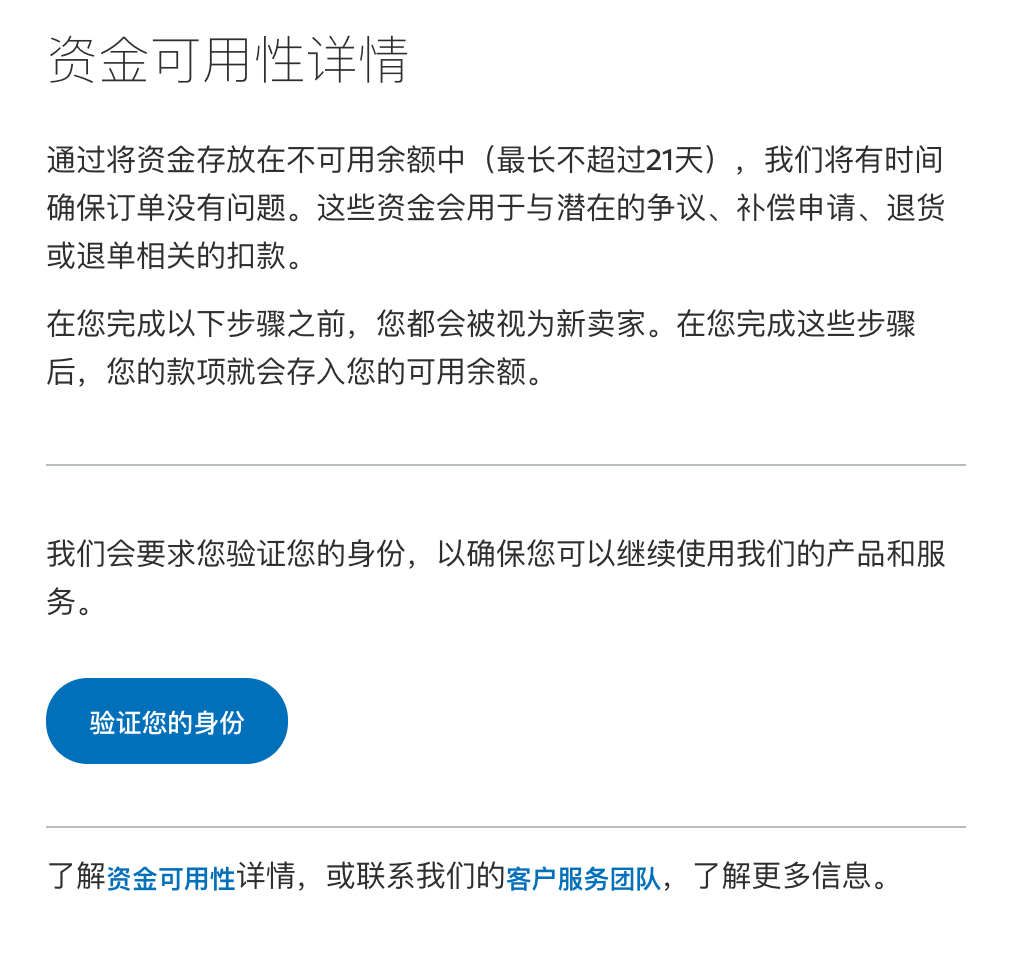 资金可用性详情
通过将资金存放在不可用余额中（最长不超过21天），我们将有时间
确保订单没有问题。这些资金会用于与潜在的争议、补偿申请、退货
或退单相关的扣款。
在您完成以下步骤之前，您都会被视为新卖家。在您完成这些步骤
后，您的款项就会存入您的可用余额。
我们会要求您验证您的身份，以确保您可以继续使用我们的产品和服
务。
验证您的身份
了解资金可用性详情，或联系我们的客户服务团队，了解更多信息。